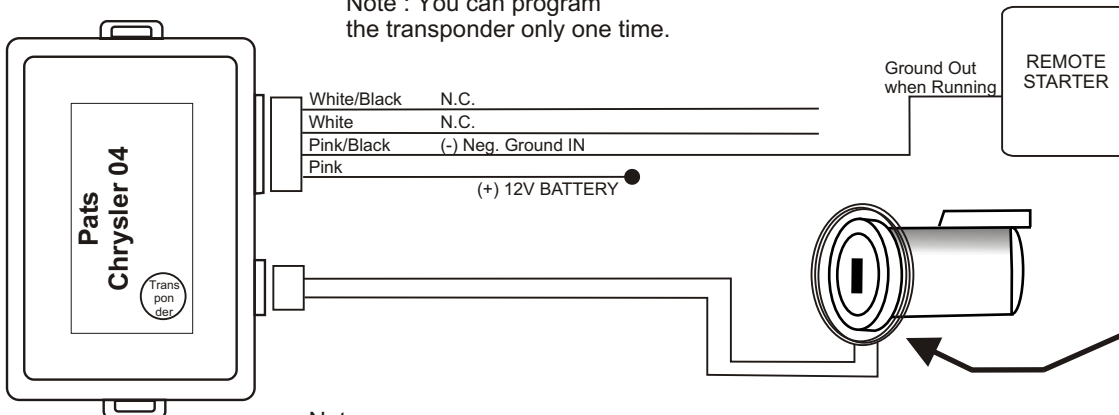 Note : You can program
the transponder only one time.
Ground Out
when Running
REMOTE
STARTER
White/Black N.C.
White N.C.
Pink/Black (-) Neg. Ground IN
Pink
(+) 12V BATTERY
Pats
Chrysler 04
Trans
pon
der